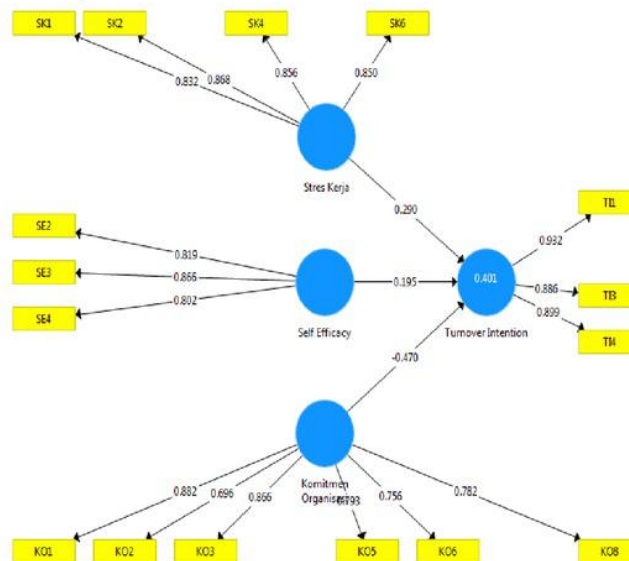 SK1
SK2
SK4
SK6
0.832
0.868
0.856
0.850
Stres Kerja
0.290
TI1
SE2
0.819
0.932
SE3
0.866
0.195
0.401
0.886
TI3
0.802
0.899
SE4
Self Efficacy
Turnover Intention
TI4
-0.470
Komitmen
Organisasi
0.882
0.696
0.866
0.793
0.756
0.782
KO1
KO2
KO3
KO5
KO6
KO8